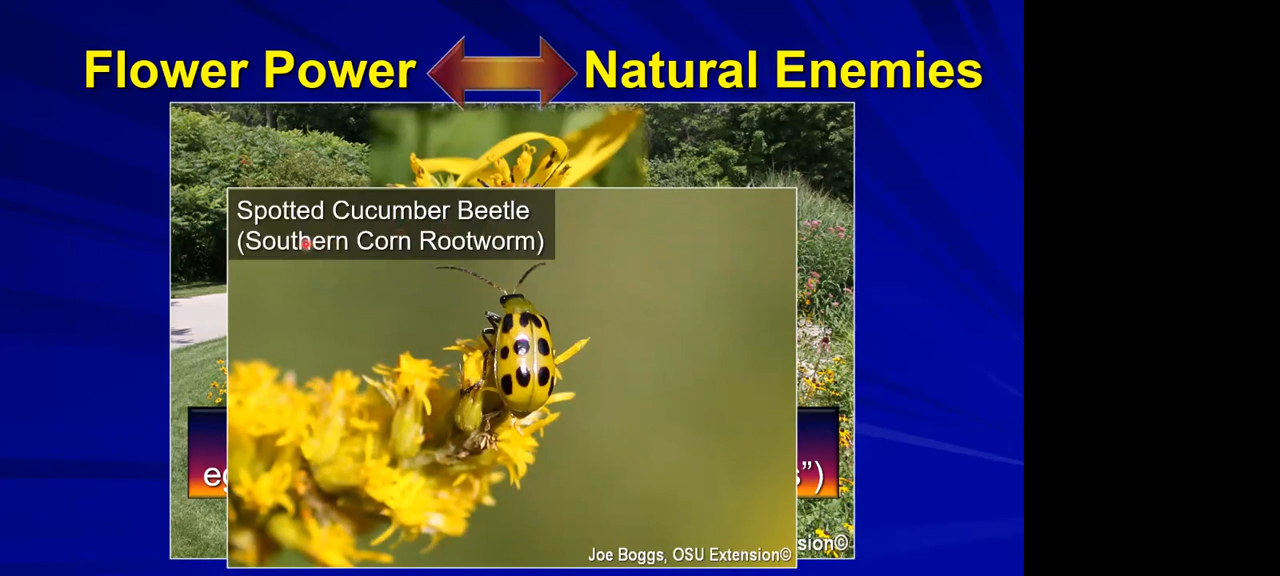 Flower Power Natural Enemies
Spotted Cucumber Beetle
(Southern Corn Rootworm)
Joe Boggs, OSU Extension©